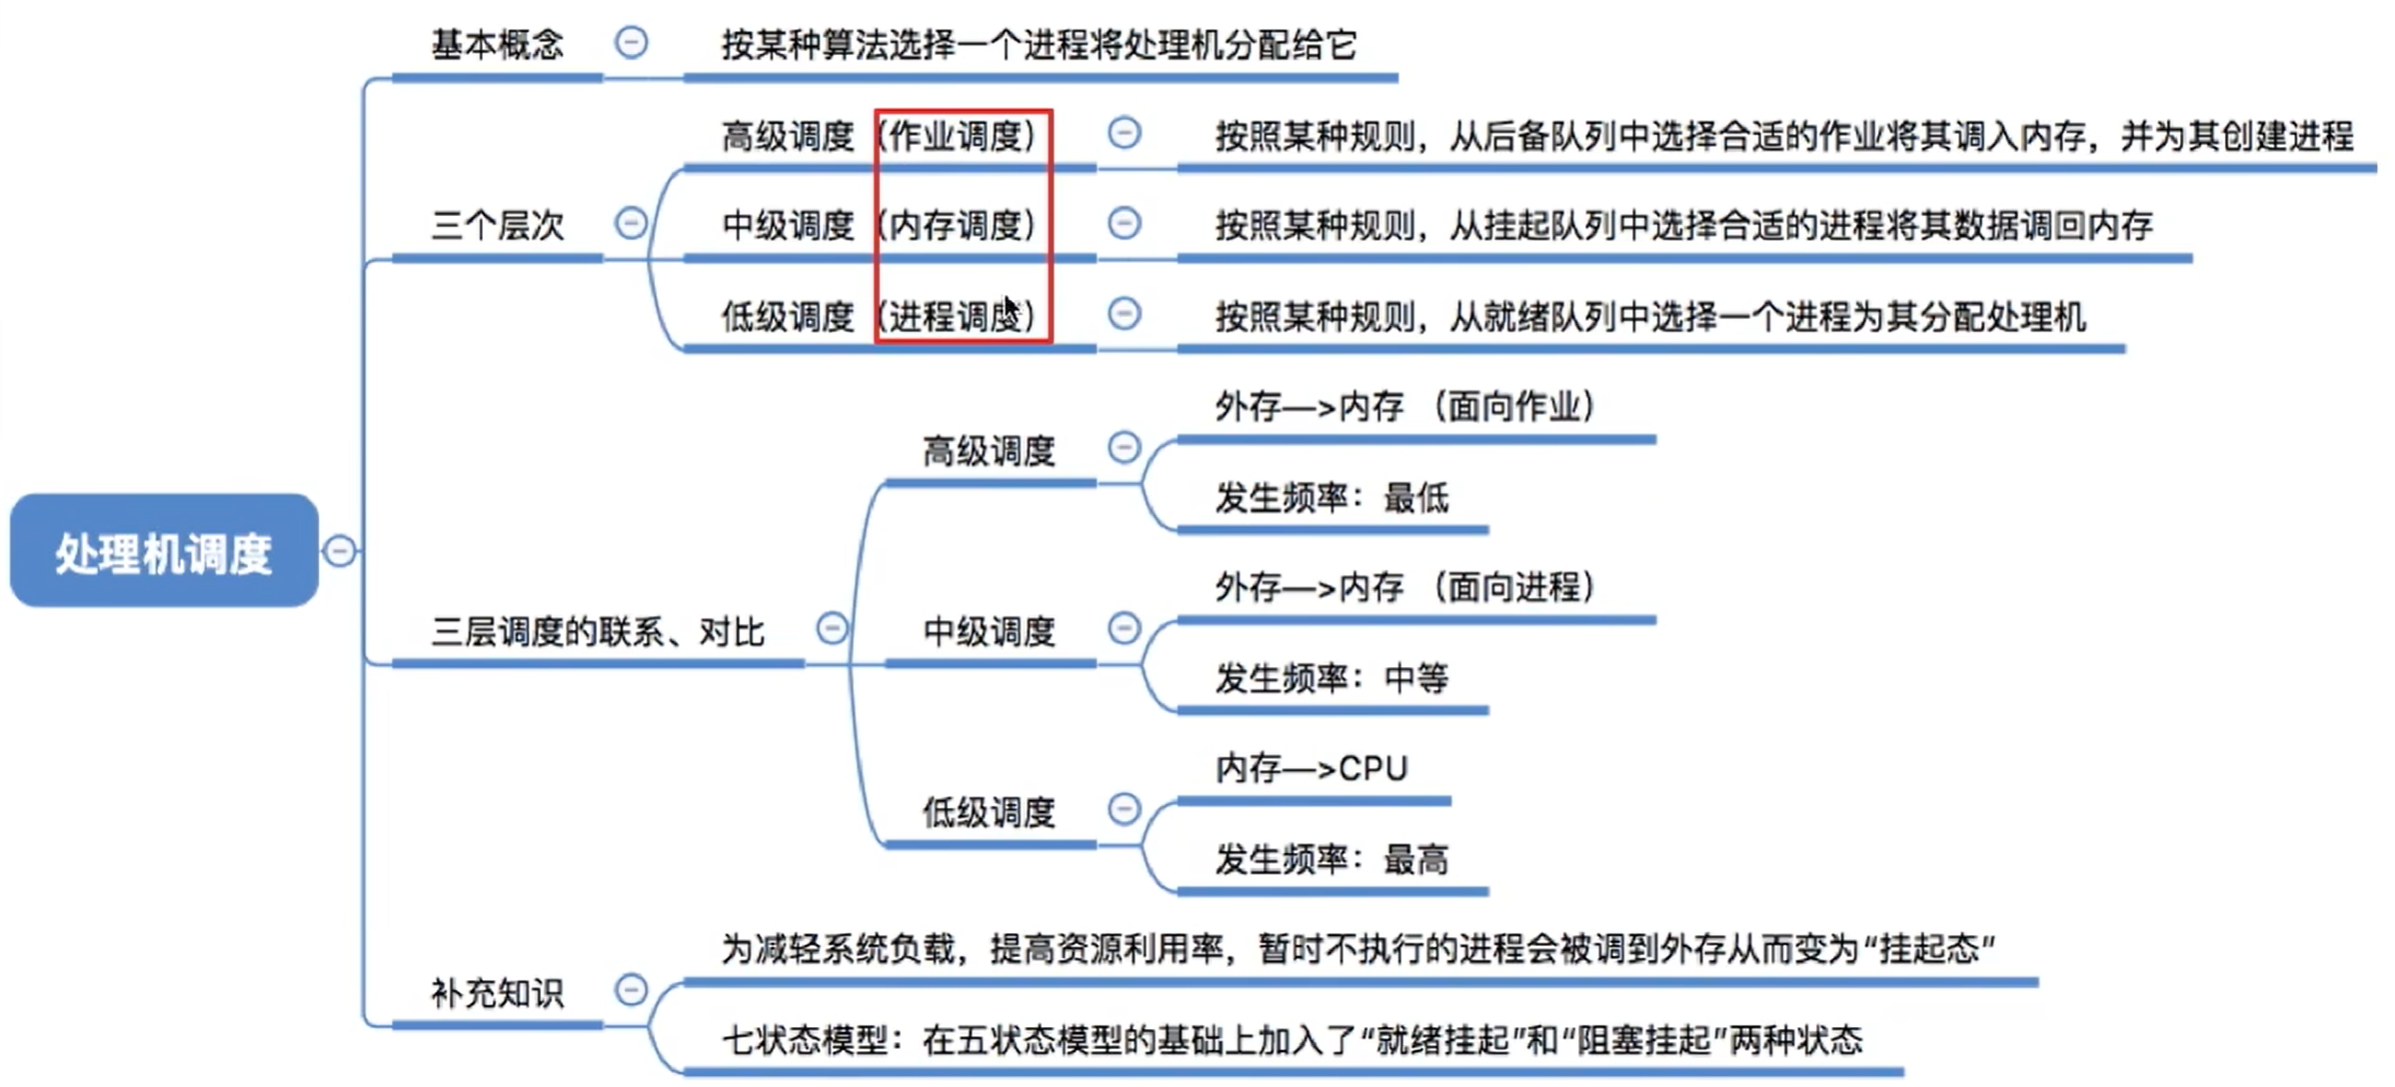 基本概念
按某种算法选择一个进程将处理机分配给它
三个层次
高级调度（作业调度）
按照某种规则，从后备队列中选择合适的作业将其调入内存，并为其创建进程
中级调度（内存调度）
按照某种规则，从挂起队列中选择合适的进程将其数据调回内存
低级调度（进程调度）
按照某种规则，从就绪队列中选择一个进程为其分配处理机
处理机调度
三层调度的联系、对比
高级调度
外存—>内存 （面向作业）
发生频率：最低
中级调度
外存—>内存 （面向进程）
发生频率：中等
低级调度
内存—>CPU
发生频率：最高
补充知识
为减轻系统负载，提高资源利用率，暂时不执行的进程会被调到外存从而变为“挂起态”
七状态模型：在五状态模型的基础上加入了“就绪挂起”和“阻塞挂起”两种状态